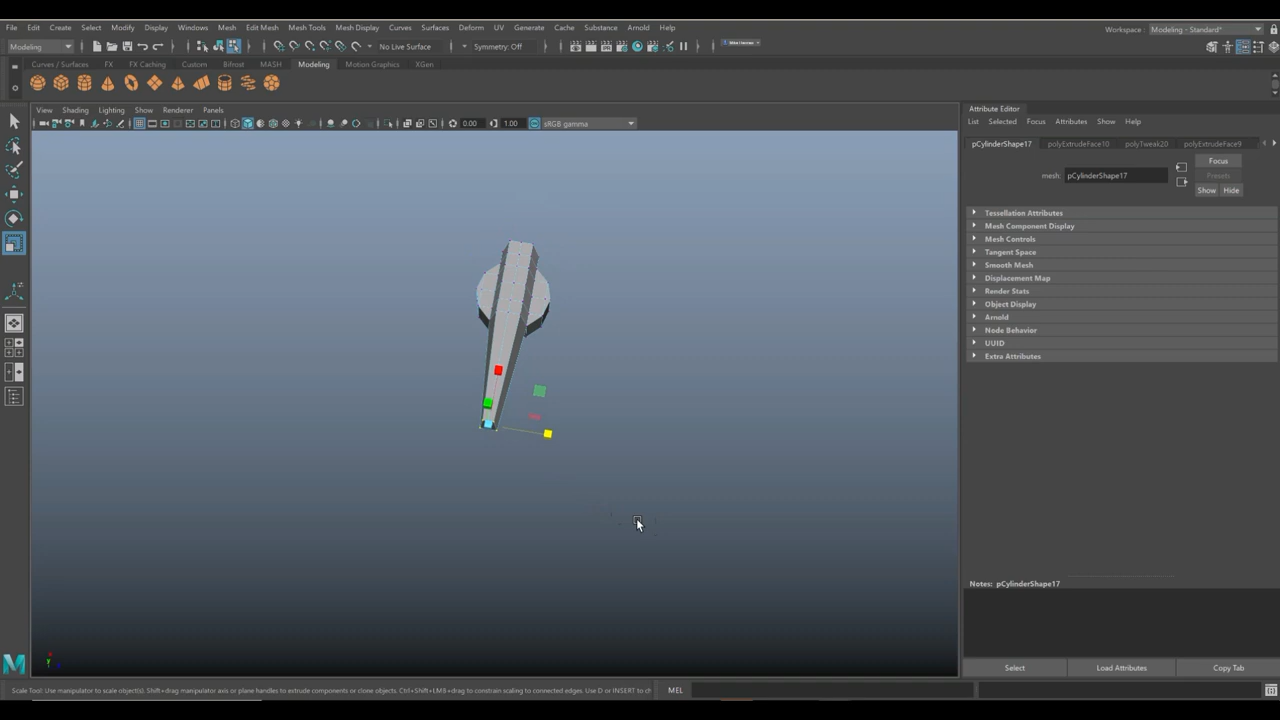 File Edit Create Select Modify Display Windows Mesh Edit Mesh Mesh Tools Mesh Display Curves Surfaces Deform UV Generate Cache Substance Arnold Help
Workspace : Modeling - Standard*
Modeling No Live Surface Symmetry: Off
Curves / Surfaces FX FX Caching Custom Bifrost MASH Modeling Motion Graphics XGen
View Shading Lighting Show Renderer Panels
0.00 1.00 sRGB gamma
Attribute Editor
List Selected Focus Attributes Show Help
pCylinderShape17 polyExtrudeFace10 polyTweak20 polyExtrudeFace9
Focus
mesh: pCylinderShape17 Presets
Show Hide
Tessellation Attributes
Mesh Component Display
Mesh Controls
Tangent Space
Smooth Mesh
Displacement Map
Render Stats
Object Display
Arnold
Node Behavior
UUID
Extra Attributes
Notes: pCylinderShape17
Select Load Attributes Copy Tab
Scale Tool: Use manipulator to scale object(s). Shift+drag manipulator axis or plane handles to extrude components or clone objects. Ctrl+Shift+LMB+drag to constrain scaling to connected edges. Use D or INSERT to ch
MEL